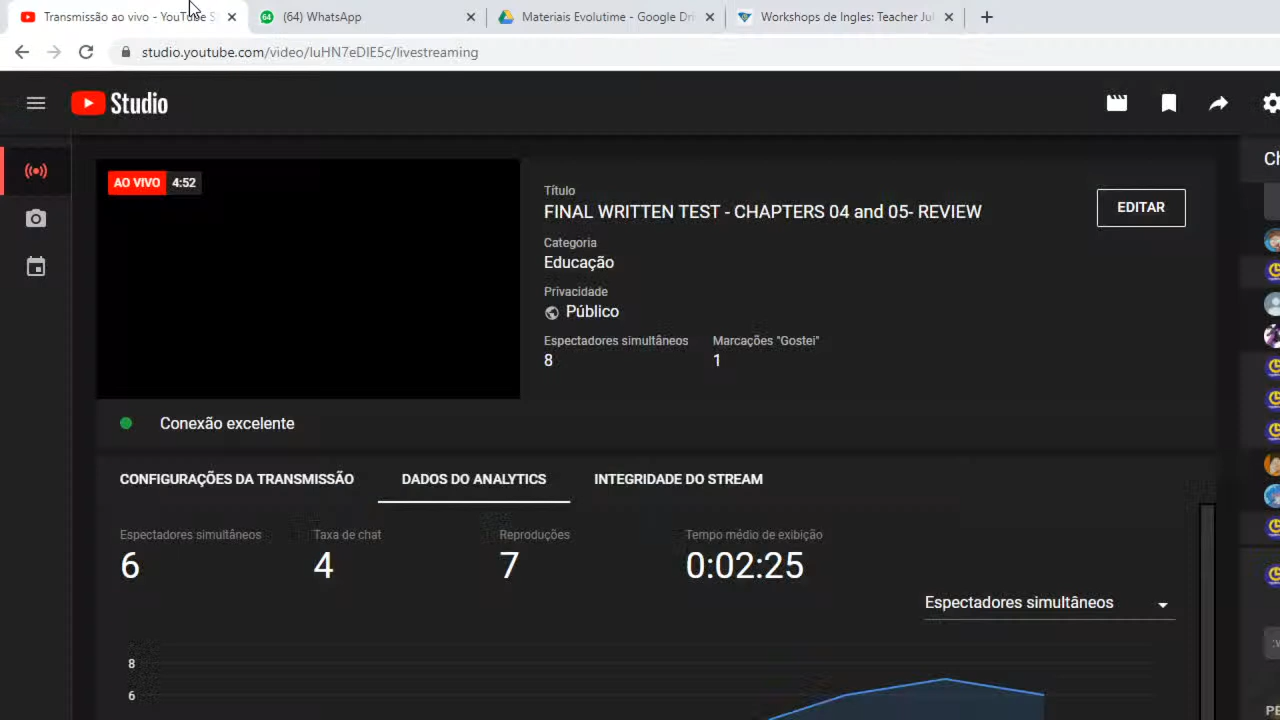 Transmissão ao vivo - YouTube S
(64) WhatsApp
Materiais Evolutime - Google Dri
Workshops de Ingles: Teacher Jul
studio.youtube.com/video/luHN7eDlE5c/livestreaming
Studio
Ch
AO VIVO 4:52
Título
FINAL WRITTEN TEST - CHAPTERS 04 and 05- REVIEW
EDITAR
Categoria
Educação
Privacidade
Público
Espectadores simultâneos
Marcações "Gostei"
8
1
Conexão excelente
CONFIGURAÇÕES DA TRANSMISSÃO
DADOS DO ANALYTICS
INTEGRIDADE DO STREAM
Espectadores simultâneos
Taxa de chat
Reproduções
Tempo médio de exibição
6
4
7
0:02:25
Espectadores simultâneos
8
6